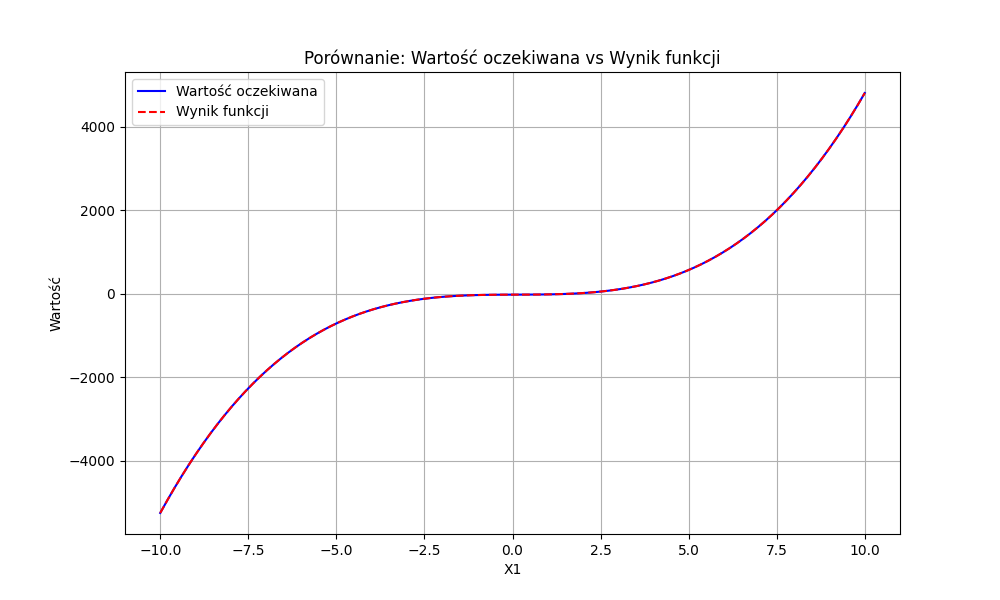 Porównanie: Wartość oczekiwana vs Wynik funkcji
Wartość oczekiwana
Wynik funkcji
4000
2000
0
−2000
−4000
Wartość
−10.0 −7.5 −5.0 −2.5 0.0 2.5 5.0 7.5 10.0
X1